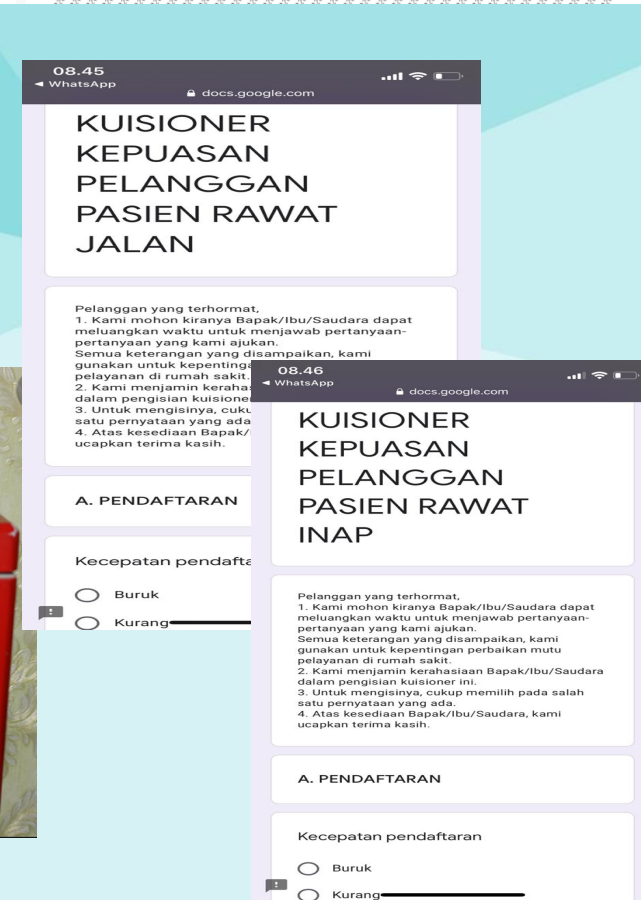 08.45
◄ WhatsApp
docs.google.com
KUISIONER
KEPUASAN
PELANGGAN
PASIEN RAWAT
JALAN
Pelanggan yang terhormat,
1. Kami mohon kiranya Bapak/Ibu/Saudara dapat
meluangkan waktu untuk menjawab pertanyaan-
pertanyaan yang kami ajukan.
Semua keterangan yang disampaikan, kami
gunakan untuk
pelayanan di rumah sakit.
2. Kami menjamin
dalam pengisian
3. Untuk mengisinya,
satu pernyataan yang ada
4. Atas kesediaan
ucapkan terima kasih.
A. PENDAFTARAN
Kecepatan
Buruk
Kurang
08.46
◄ WhatsApp
docs.google.com
KUISIONER
KEPUASAN
PELANGGAN
PASIEN RAWAT
INAP
Pelanggan yang terhormat,
1. Kami mohon kiranya Bapak/Ibu/Saudara dapat
meluangkan waktu untuk menjawab pertanyaan-
pertanyaan yang kami ajukan.
Semua keterangan yang disampaikan, kami
gunakan untuk kepentingan perbaikan mutu
pelayanan di rumah sakit.
2. Kami menjamin kerahasiaan Bapak/Ibu/Saudara
dalam pengisian kuisioner ini.
3. Untuk mengisinya, cukup memilih pada salah
satu pernyataan yang ada.
4. Atas kesediaan Bapak/Ibu/Saudara, kami
ucapkan terima kasih.
A. PENDAFTARAN
Kecepatan pendaftaran
Buruk
Kurang